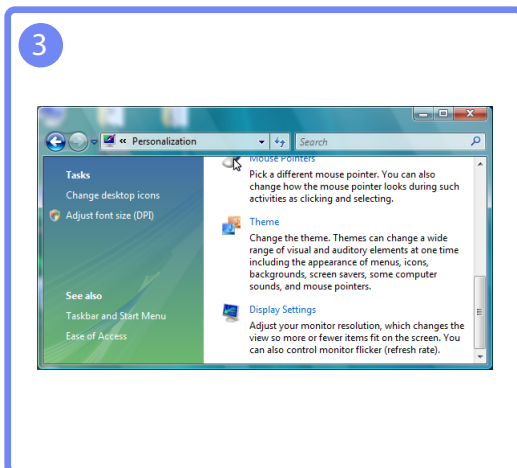 3
« Personalization
Search
Tasks
Change desktop icons
Adjust font size (DPI)
See also
Taskbar and Start Menu
Ease of Access
Mouse Pointers
Pick a different mouse pointer. You can also
change how the mouse pointer looks during such
activities as clicking and selecting.
Theme
Change the theme. Themes can change a wide
range of visual and auditory elements at one time
including the appearance of menus, icons,
backgrounds, screen savers, some computer
sounds, and mouse pointers.
Display Settings
Adjust your monitor resolution, which changes the
view so more or fewer items fit on the screen. You
can also control monitor flicker (refresh rate).